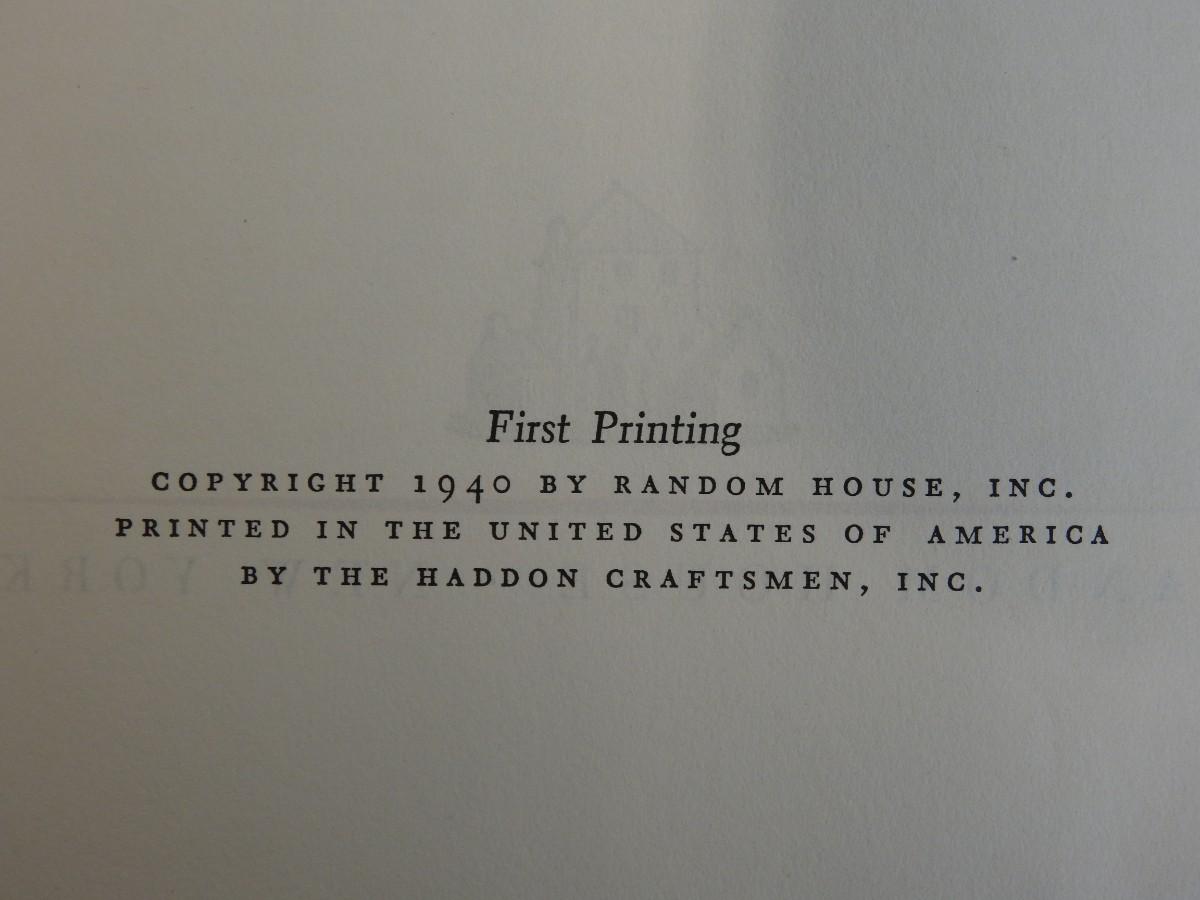 First Printing
COPYRIGHT 1940 BY RANDOM HOUSE, INC.
PRINTED IN THE UNITED STATES OF AMERICA
BY THE HADDON CRAFTSMEN, INC.